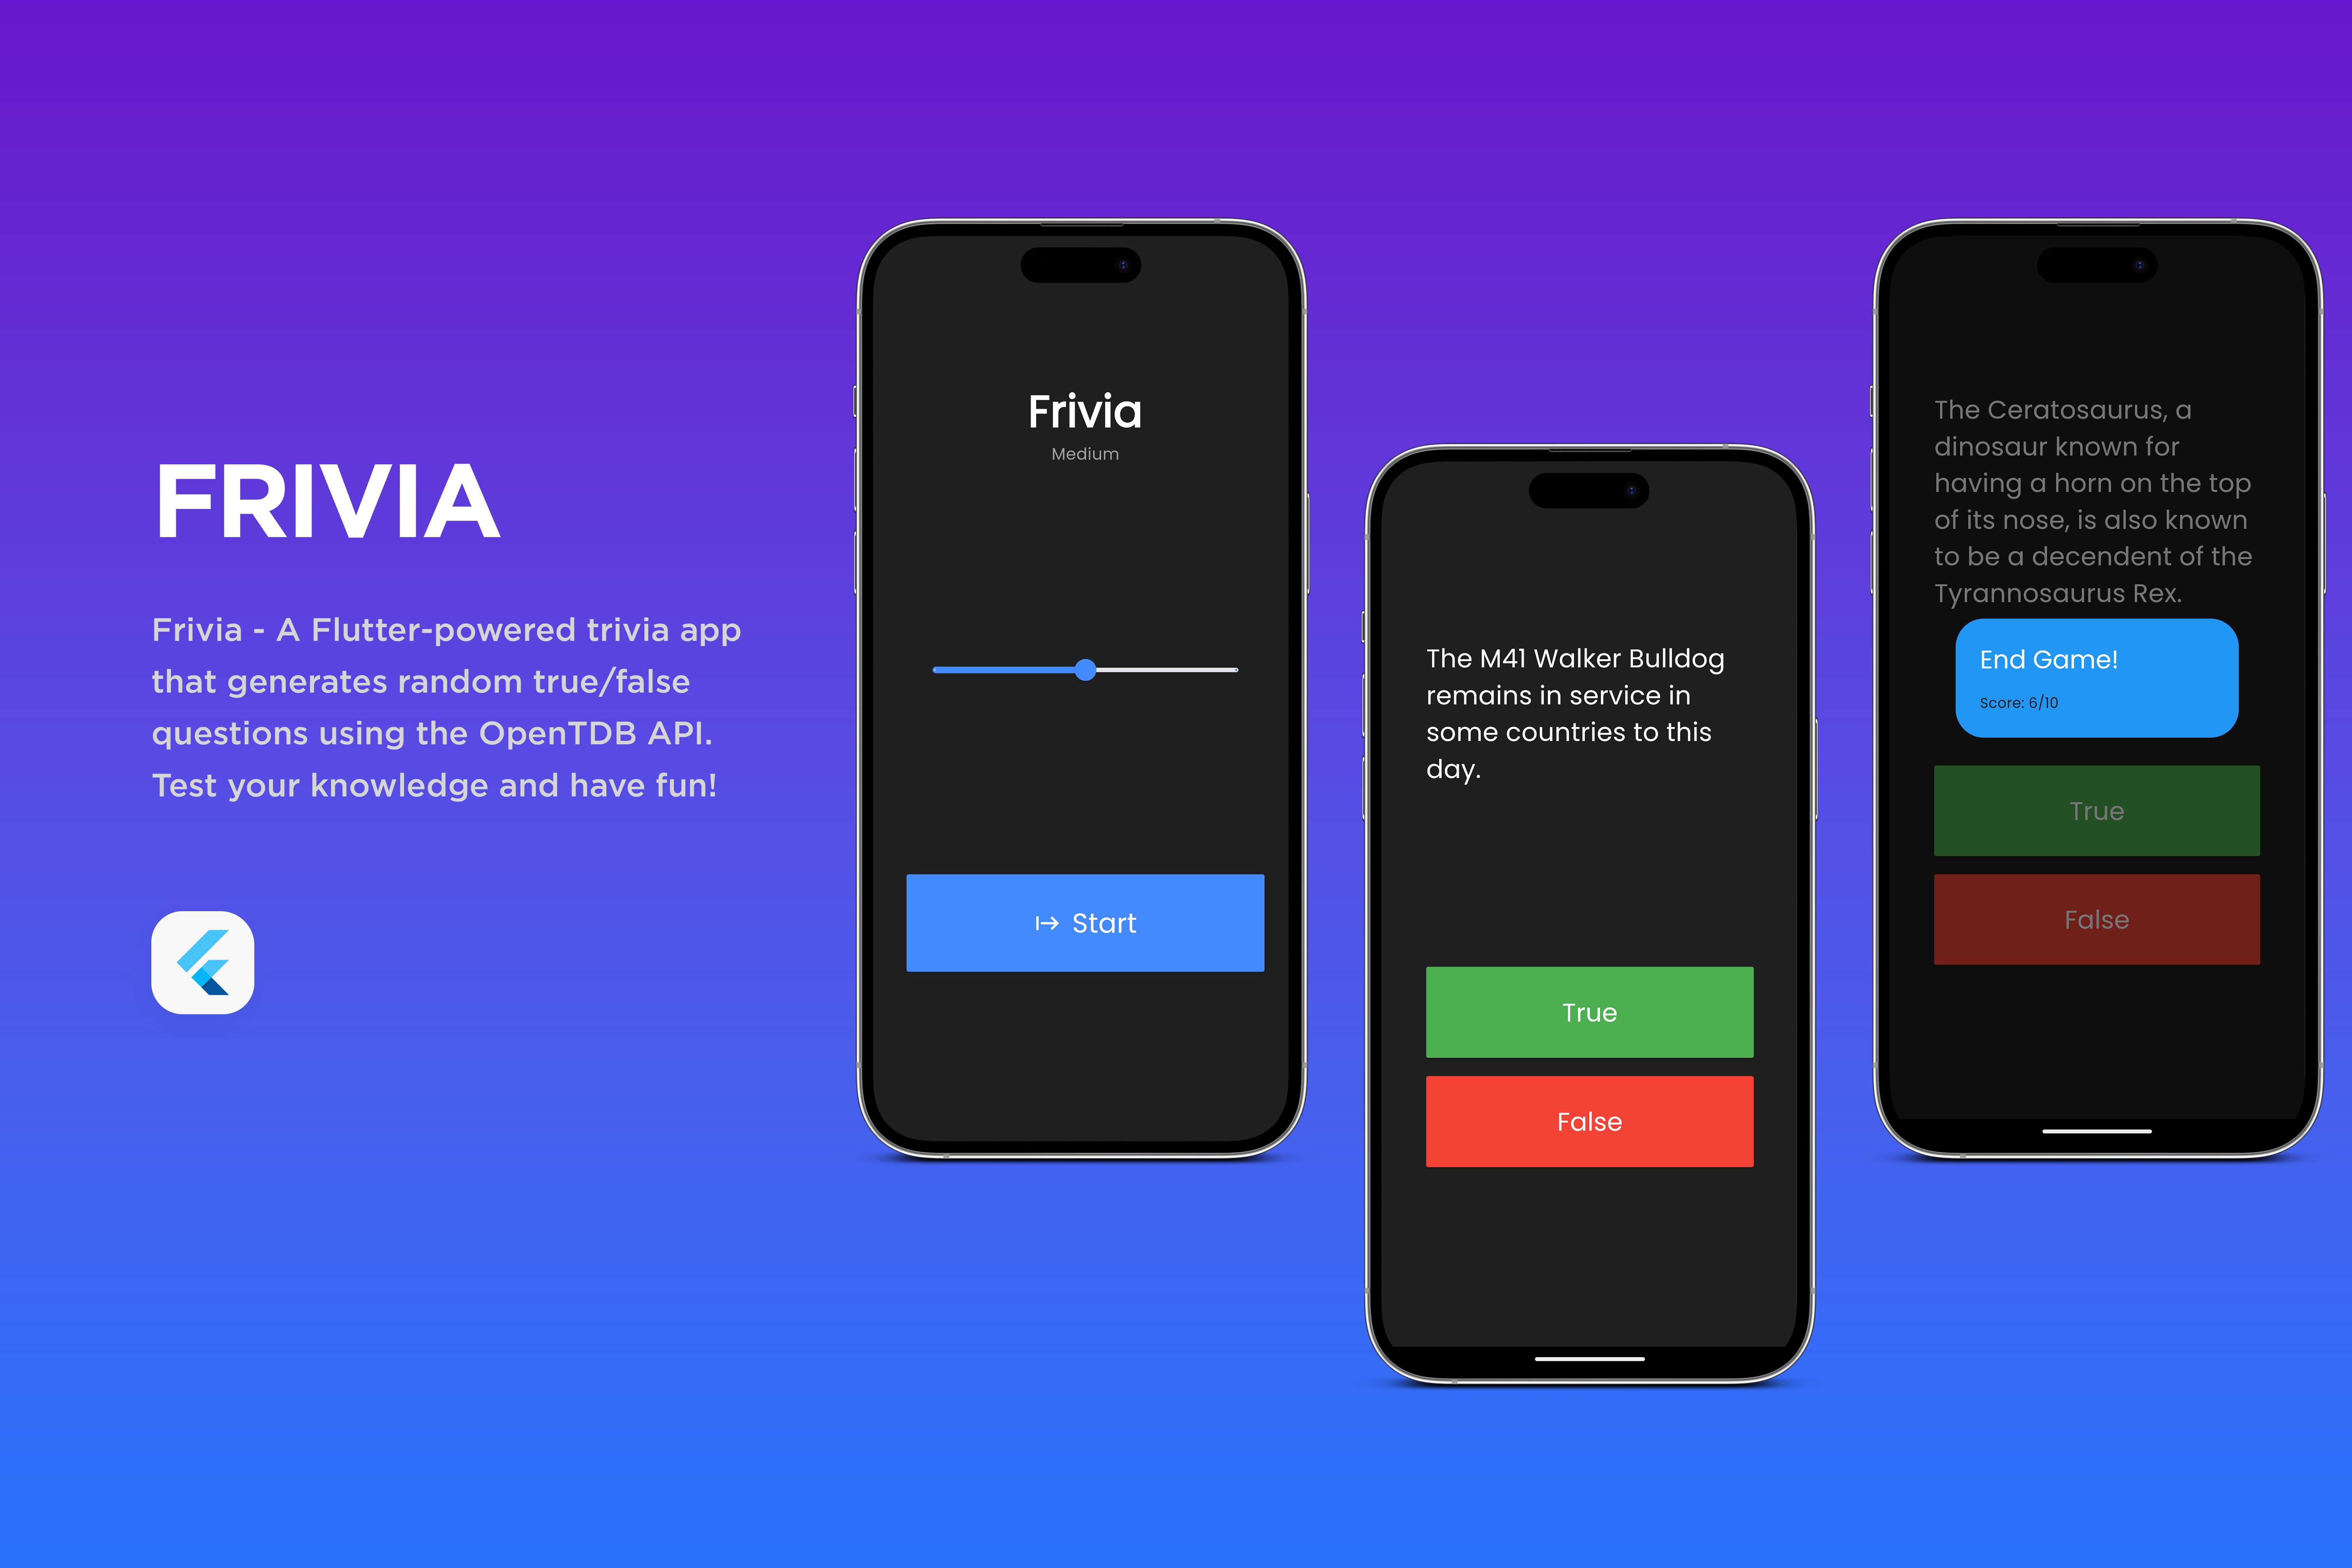 FRIVIA
Frivia - A Flutter-powered trivia app
that generates random true/false
questions using the OpenTDB API.
Test your knowledge and have fun!
Frivia
Medium
Start
The M41 Walker Bulldog
remains in service in
some countries to this
day.
True
False
The Ceratosaurus, a
dinosaur known for
having a horn on the top
of its nose, is also known
to be a decendent of the
Tyrannosaurus Rex.
End Game!
Score: 6/10
True
False